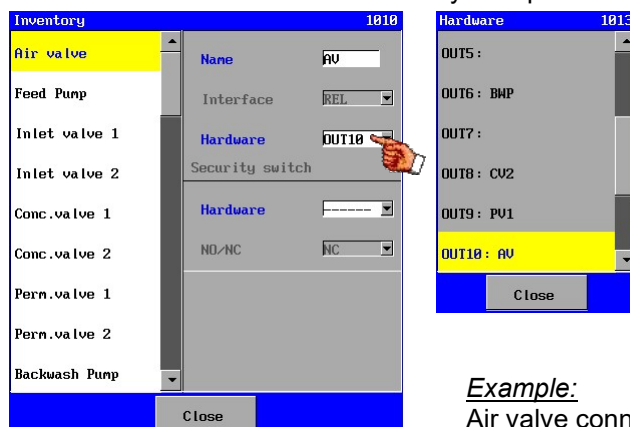 Inventory 1010
Air valve
Feed Pump
Inlet valve 1
Inlet valve 2
Conc.valve 1
Conc.valve 2
Perm.valve 1
Perm.valve 2
Backwash Pump
Name AV
Interface REL
Hardware OUT10
Security switch
Hardware ------
NO/NC NC
Close
Hardware 1013
OUT5:
OUT6: BWP
OUT7:
OUT8: CV2
OUT9: PV1
OUT10: AV
Close
Example:
Air valve conn